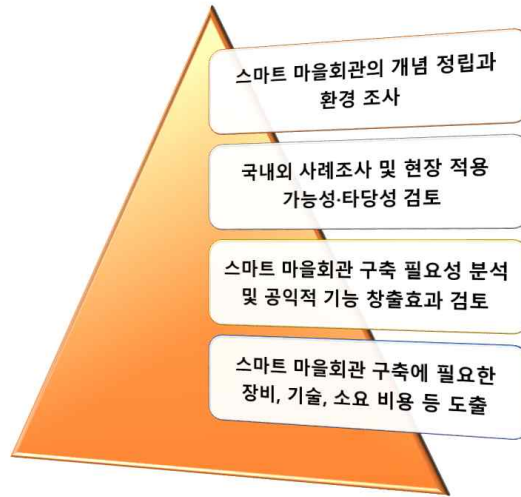 스마트 마을회관의 개념 정립과
환경 조사
국내외 사례조사 및 현장 적용
가능성·타당성 검토
스마트 마을회관 구축 필요성 분석
및 공익적 기능 창출효과 검토
스마트 마을회관 구축에 필요한
장비, 기술, 소요 비용 등 도출